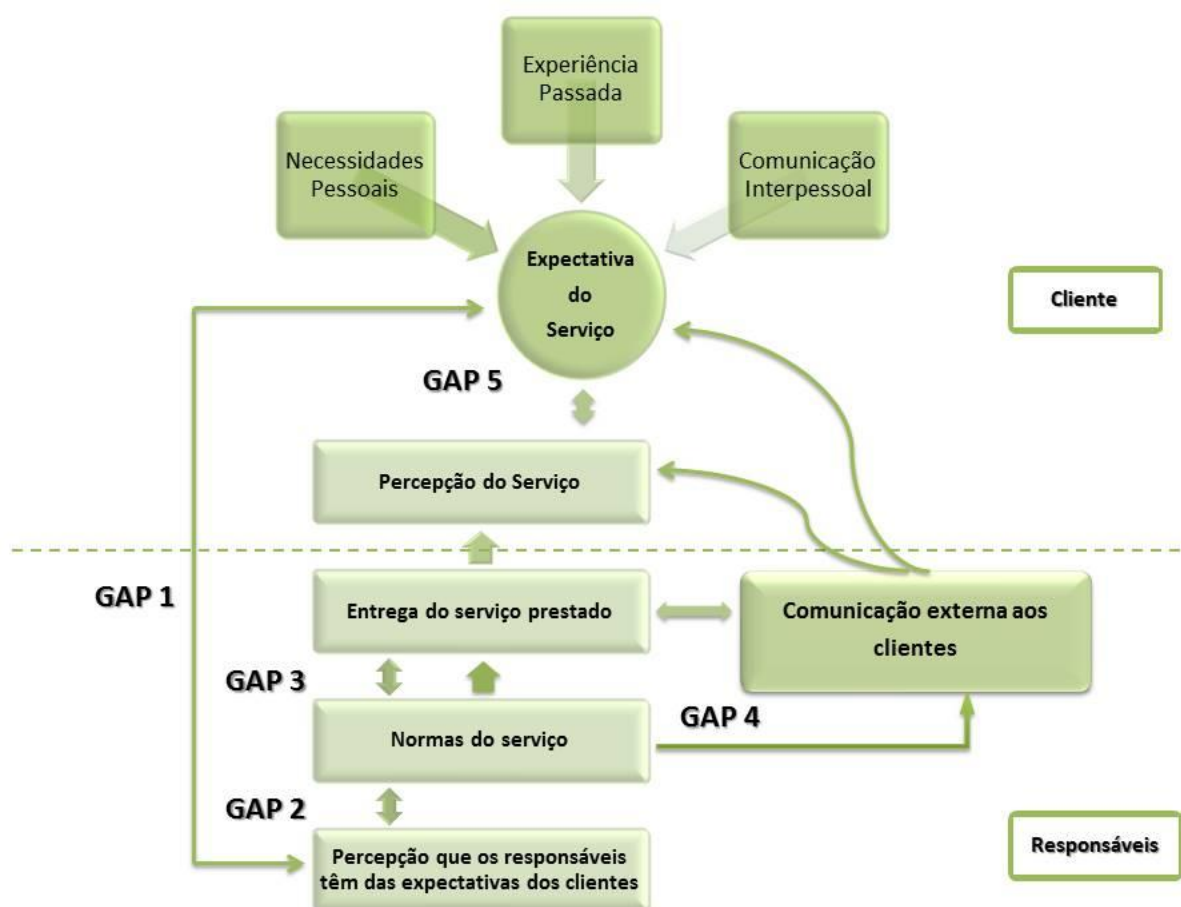 Experiência
Passada
Necessidades
Pessoais
Comunicação
Interpessoal
Expectativa
do
Serviço
Cliente
GAP 5
Percepção do Serviço
GAP 1
Entrega do serviço prestado
Comunicação externa aos
clientes
GAP 3
GAP 4
Normas do serviço
GAP 2
Percepção que os responsáveis
têm das expectativas dos clientes
Responsáveis